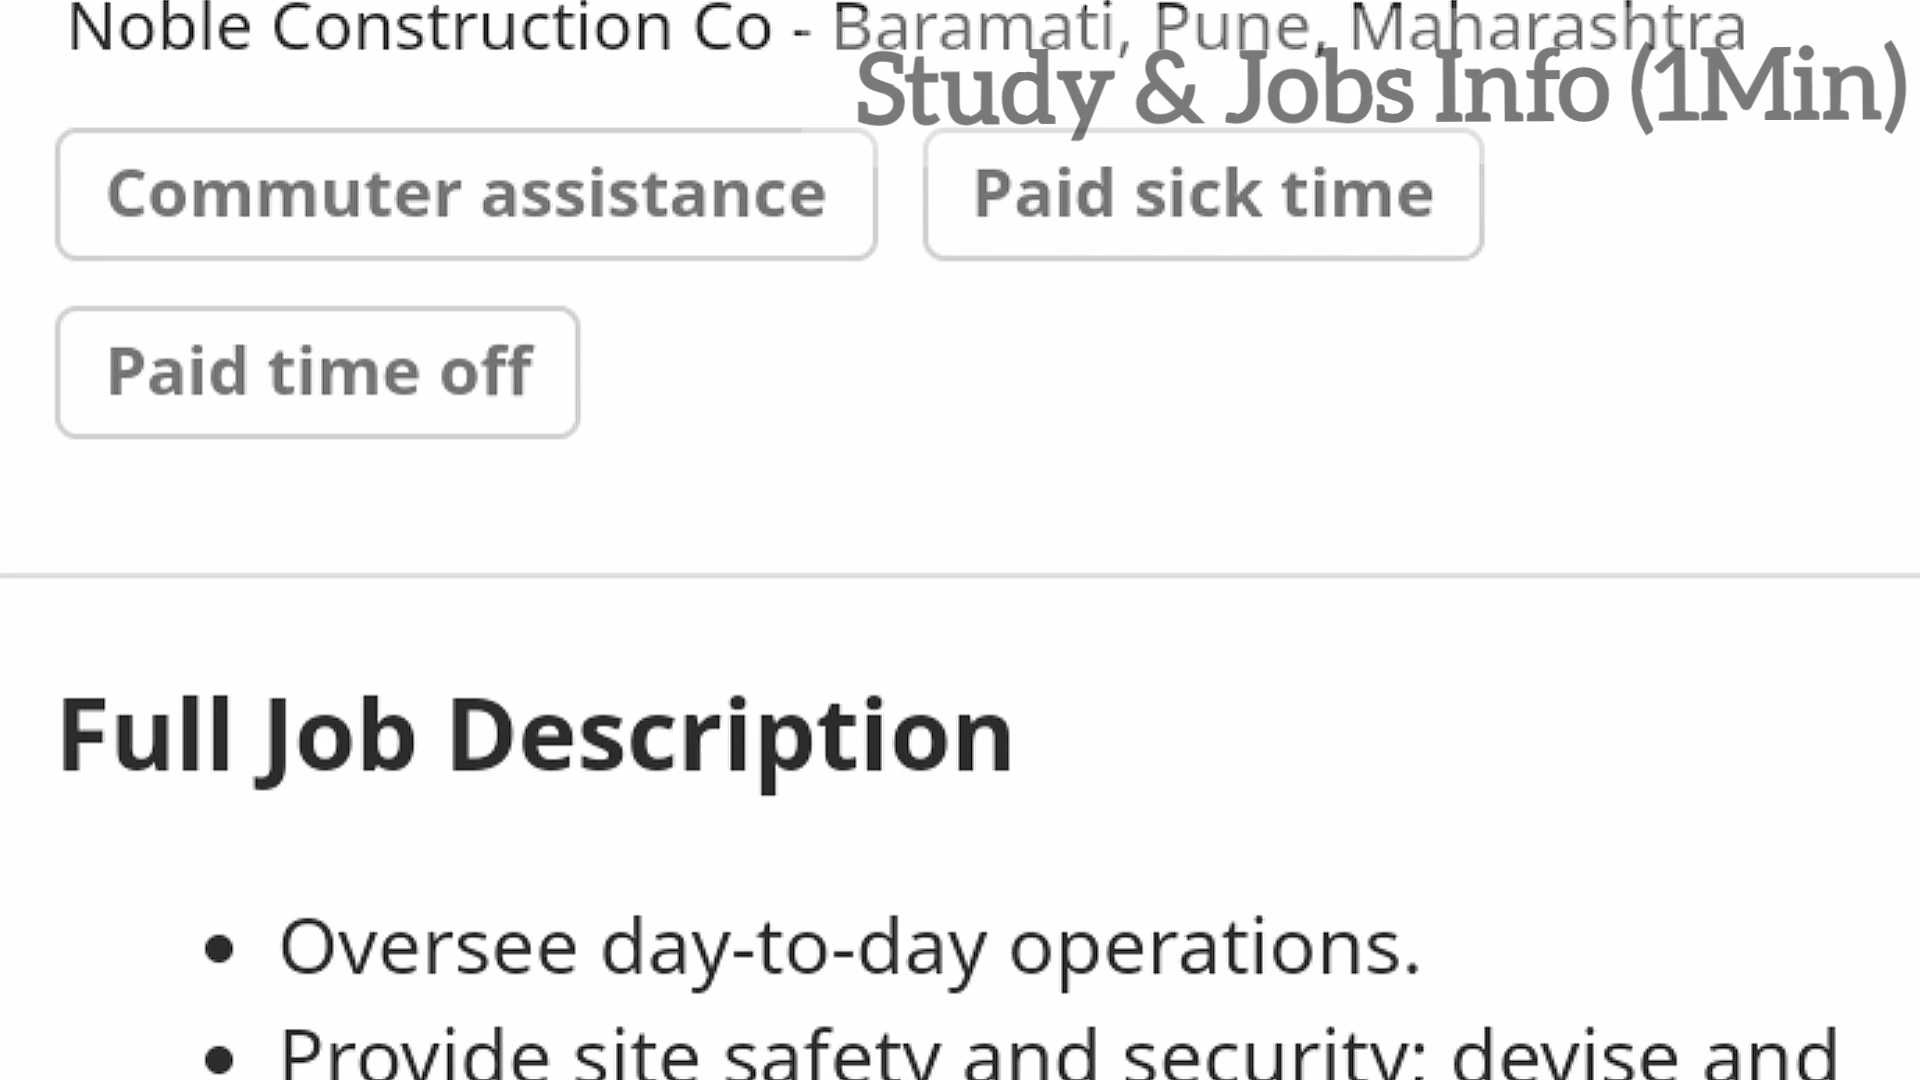 Noble Construction Co - Baramati, Pune, Maharashtra
Study & Jobs Info (1Min)
Commuter assistance
Paid sick time
Paid time off
Full Job Description
• Oversee day-to-day operations.
• Provide site safety and security; devise and